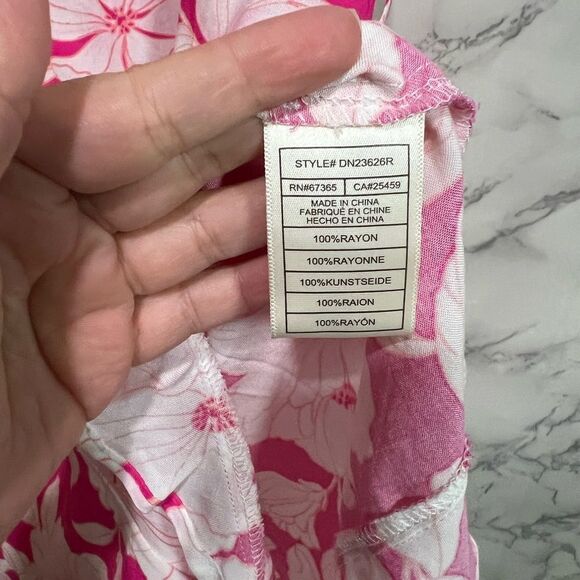 STYLE# DN23626R
RN#67365 CA#25459
MADE IN CHINA
FABRIQUÉ EN CHINE
HECHO EN CHINA
100%RAYON
100%RAYONNE
100%KUNSTSEIDE
100%RAION
100%RAYÓN